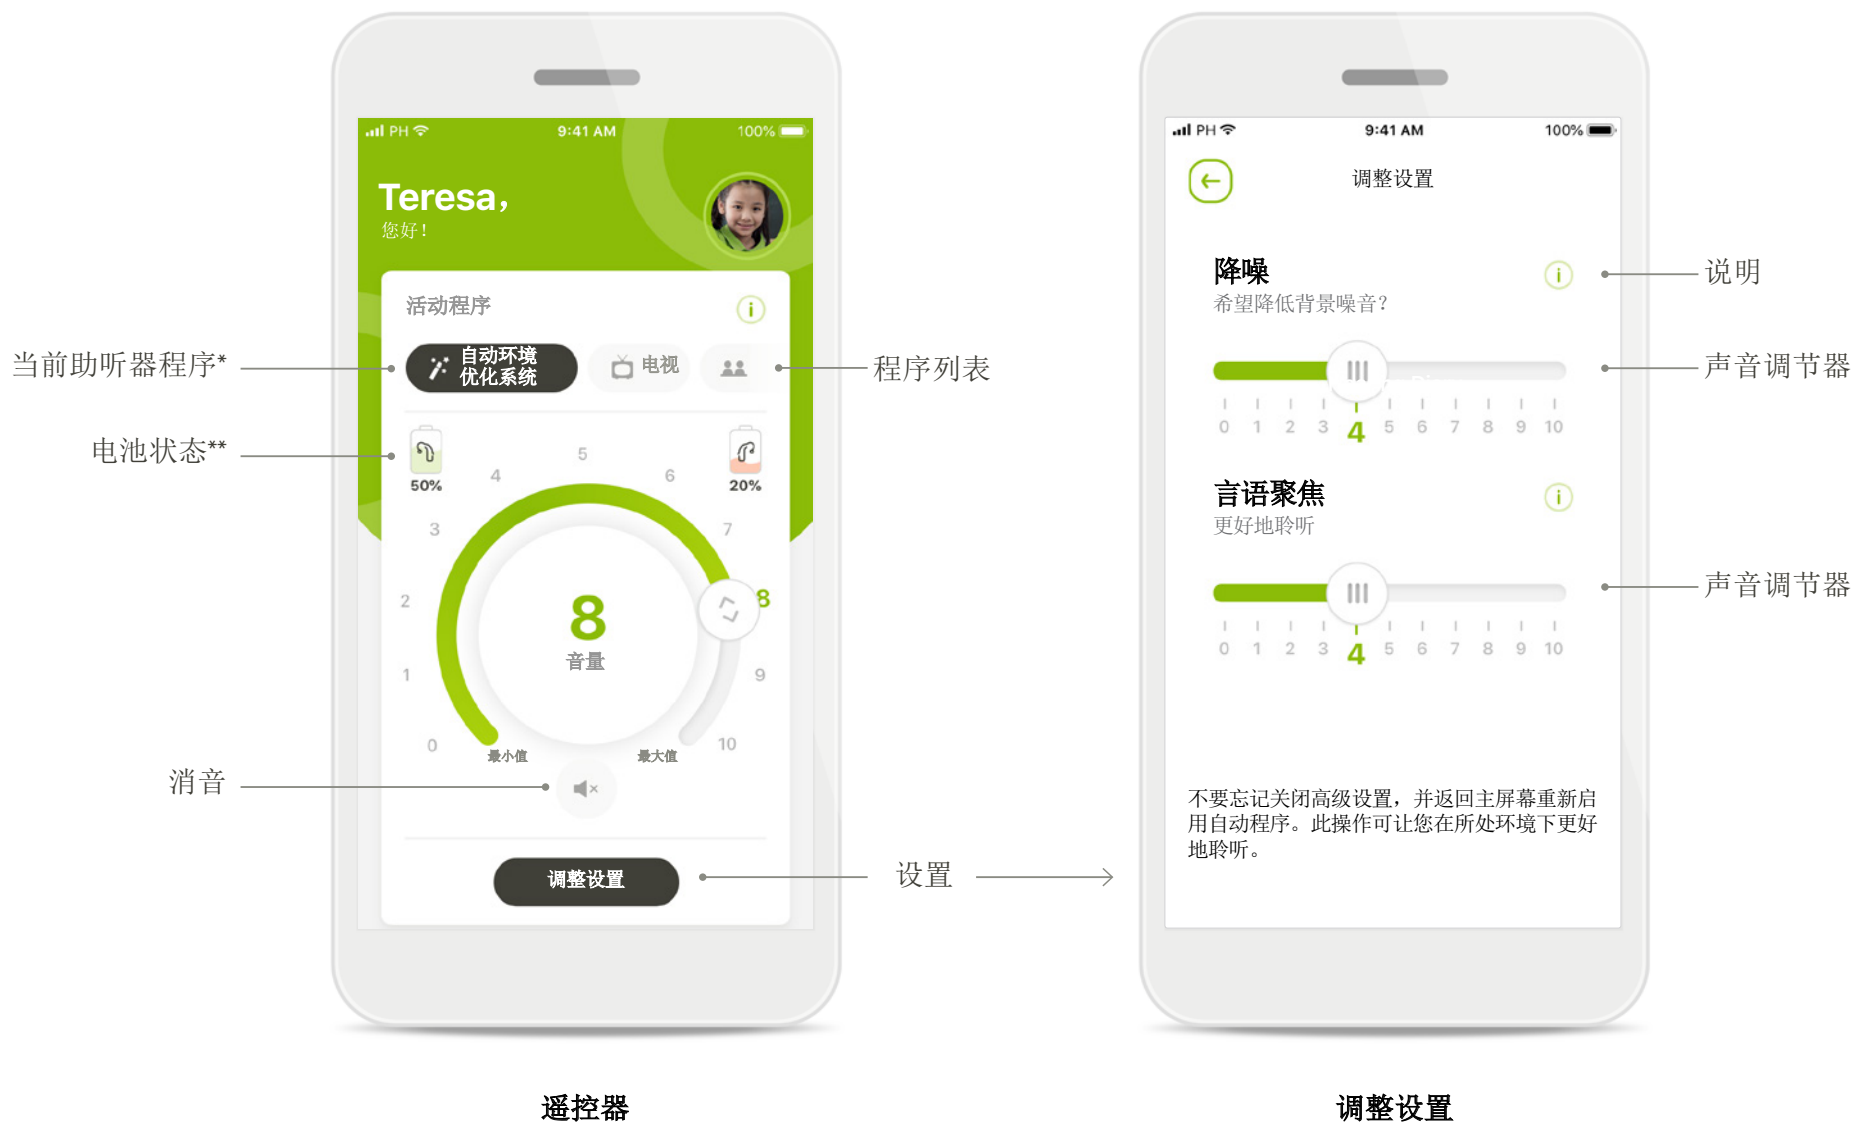 PH
9:41 AM
100%
Teresa，
您好！
活动程序
自动环境
优化系统
电视
当前助听器程序*
程序列表
电池状态**
50%
20%
0
1
2
3
4
5
6
7
8
9
10
8
音量
最小值
最大值
消音
调整设置
设置
遥控器
PH
9:41 AM
100%
调整设置
降噪
说明
希望降低背景噪音？
声音调节器
0 1 2 3 4 5 6 7 8 9 10
言语聚焦
更好地聆听
声音调节器
0 1 2 3 4 5 6 7 8 9 10
不要忘记关闭高级设置，并返回主屏幕重新启
用自动程序。此操作可让您在所处环境下更好
地聆听。
调整设置